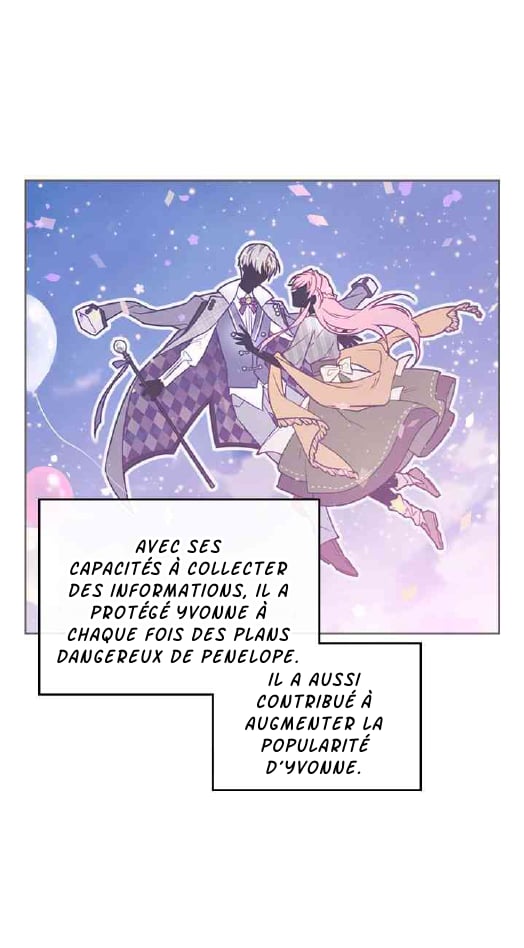 AVEC SES
CAPACITÉS À COLLECTER
DES INFORMATIONS, IL A
PROTÉGÉ YVONNE À
CHAQUE FOIS DES PLANS
DANGEREUX DE PENELOPE.
IL A AUSSI
CONTRIBUÉ À
AUGMENTER LA
POPULARITÉ
D'YVONNE.